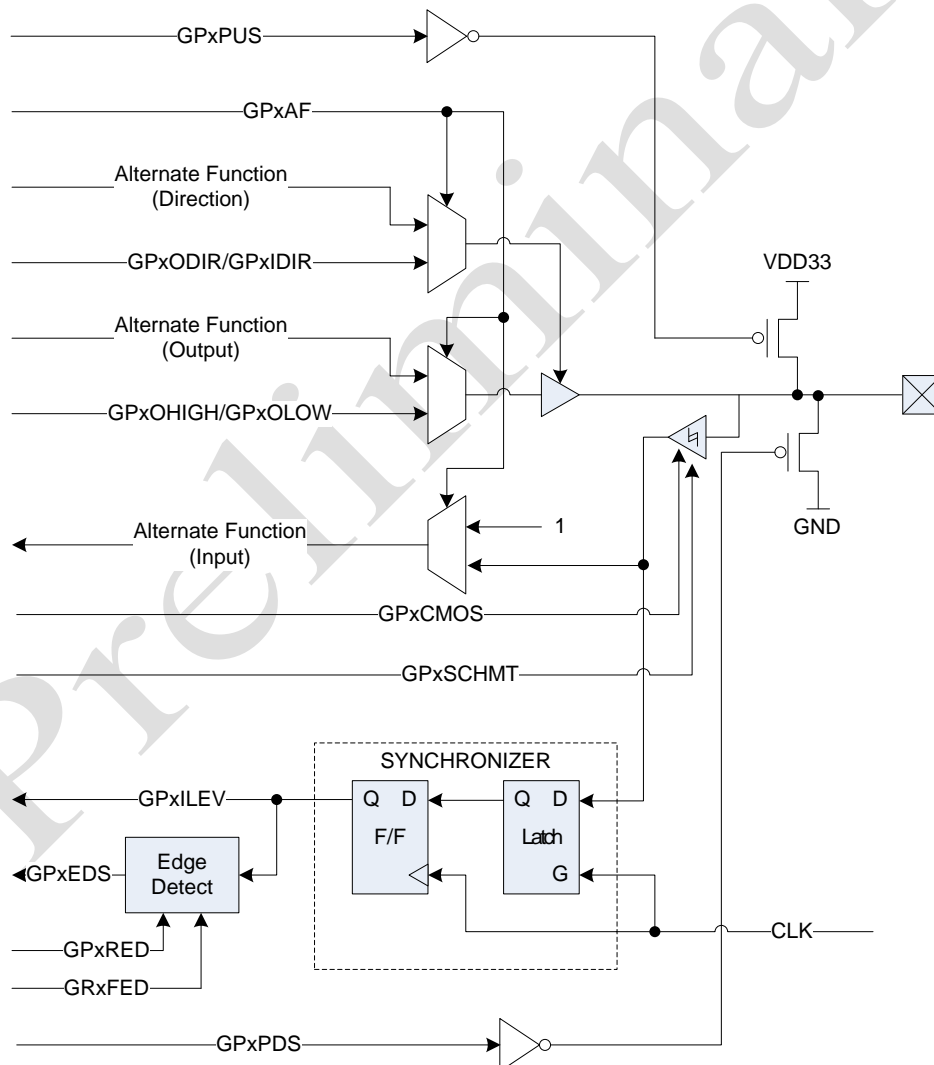 GPxPUS
GPxAF
Alternate Function
(Direction)
GPxODIR/GPxIDIR
VDD33
Alternate Function
(Output)
GPxOHIGH/GPxOLOW
GND
1
Alternate Function
(Input)
GPxCMOS
GPxSCHMT
SYNCHRONIZER
GPxILEV
Q D
F/F
Q D
Latch
G
GPxEDS
Edge
Detect
CLK
GPxRED
GRxFED
GPxPDS
Preliminar